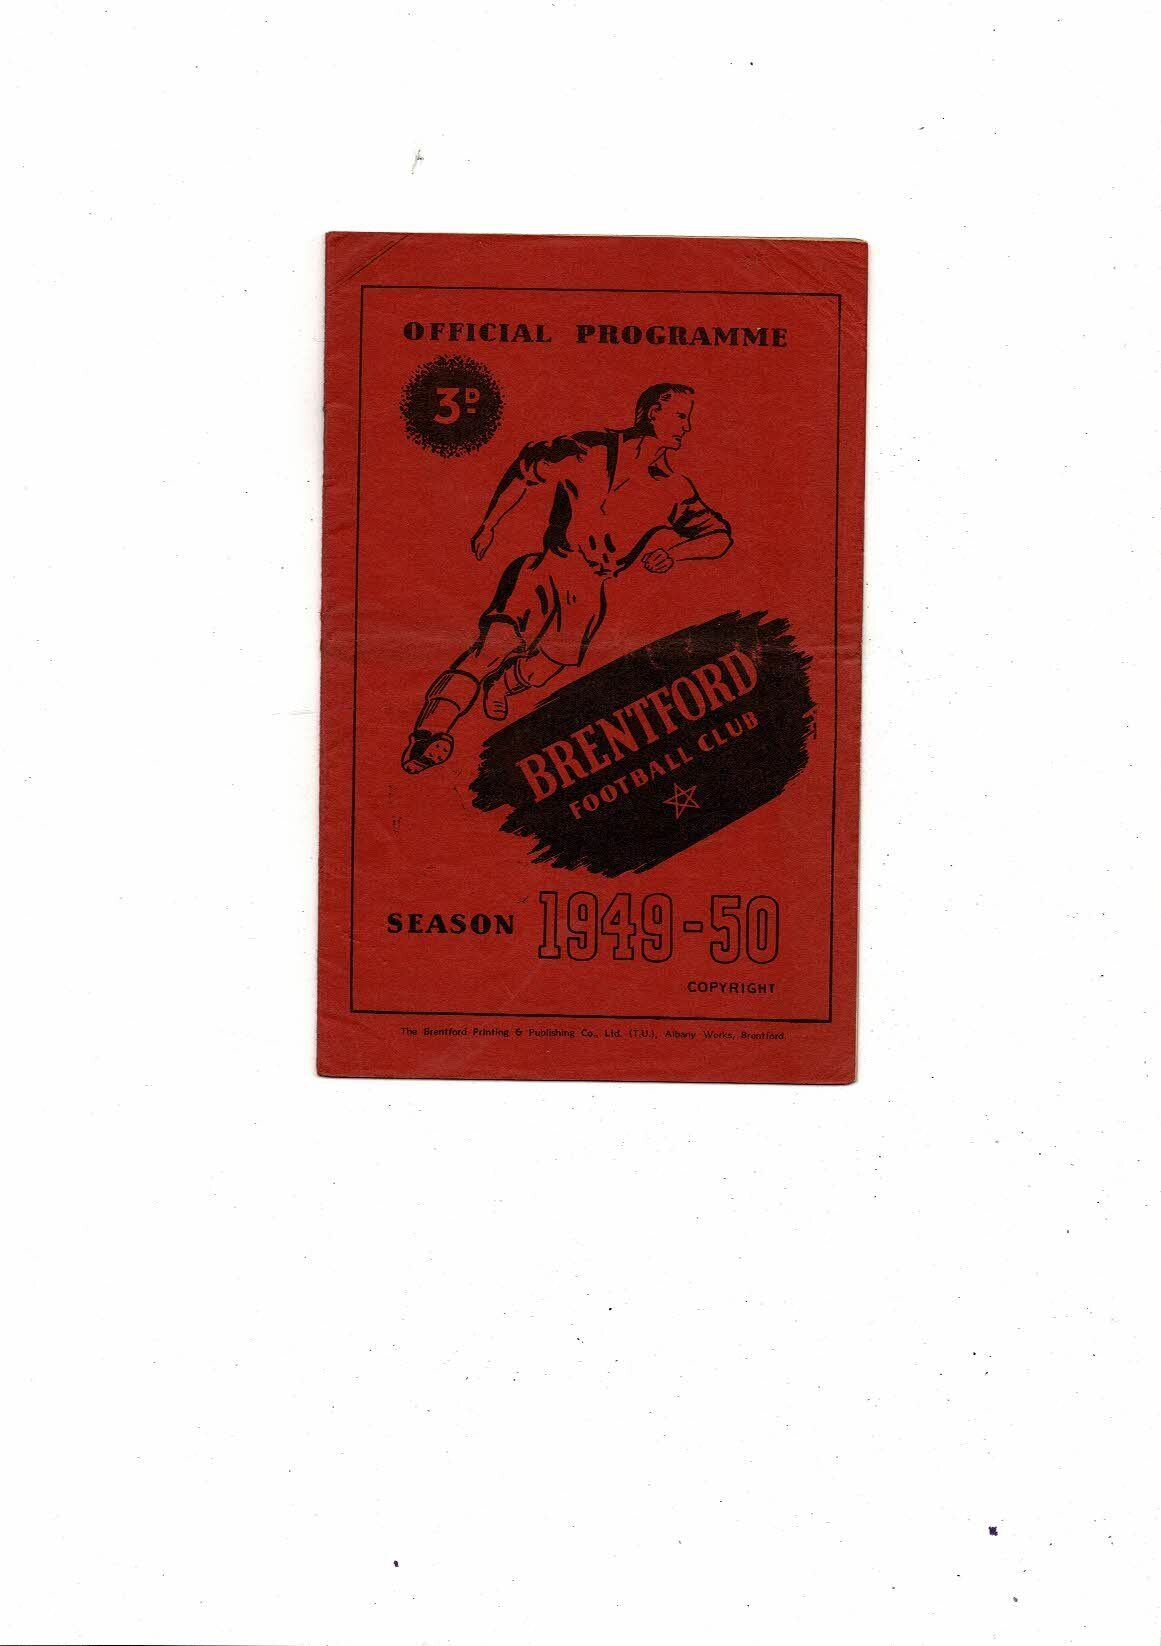 OFFICIAL PROGRAMME
3D.
BRENTFORD
FOOTBALL CLUB
SEASON 1949-50
COPYRIGHT
The Brentford Printing & Publishing Co., Ltd. (T.U.), Albany Works, Brentford